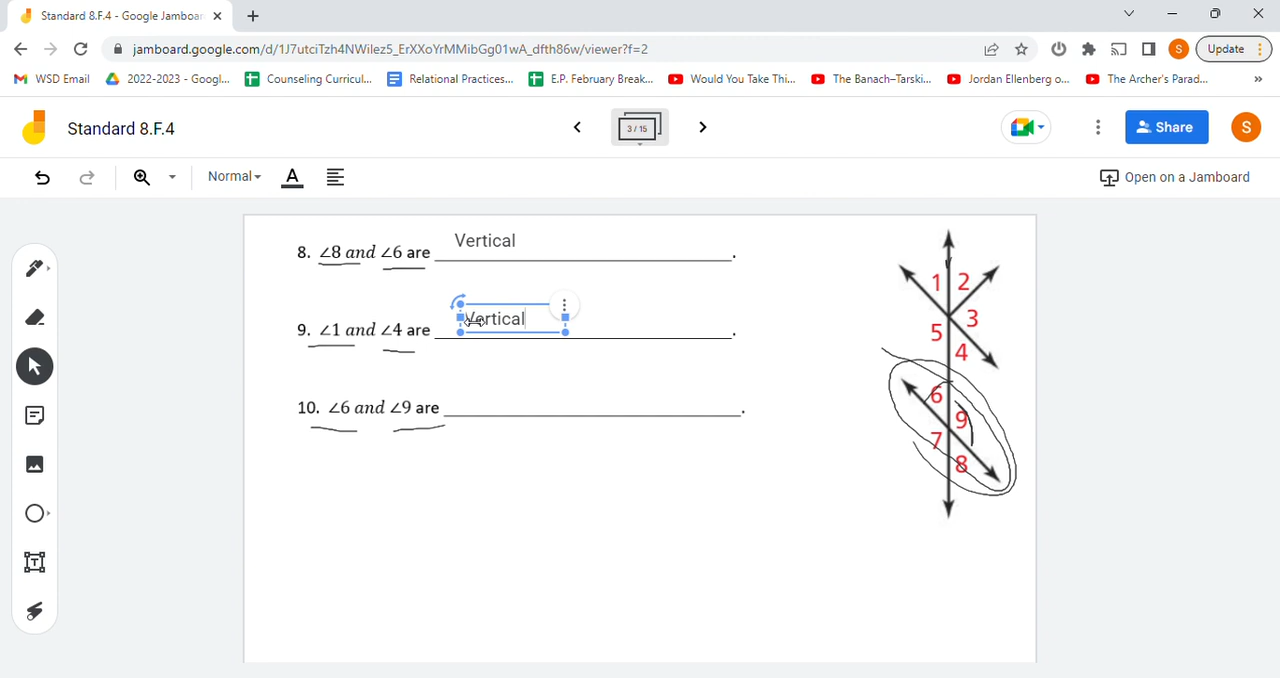 Standard 8.F.4 - Google Jamboar
jamboard.google.com/d/1J7utciTzh4NWilez5_ErXXoYrMMibGg01wA_dfth86w/viewer?f=2
S
Update
WSD Email
2022-2023 - Googl...
Counseling Curricul...
Relational Practices...
E.P. February Break...
Would You Take Thi...
The Banach–Tarski...
Jordan Ellenberg o...
The Archer's Parad...
»
Standard 8.F.4
3 / 15
Share
S
Normal
A
Open on a Jamboard
8. ∠8 and ∠6 are Vertical.
9. ∠1 and ∠4 are Vertical.
10. ∠6 and ∠9 are ____.
1 2
3
5
4
6
9
7
8